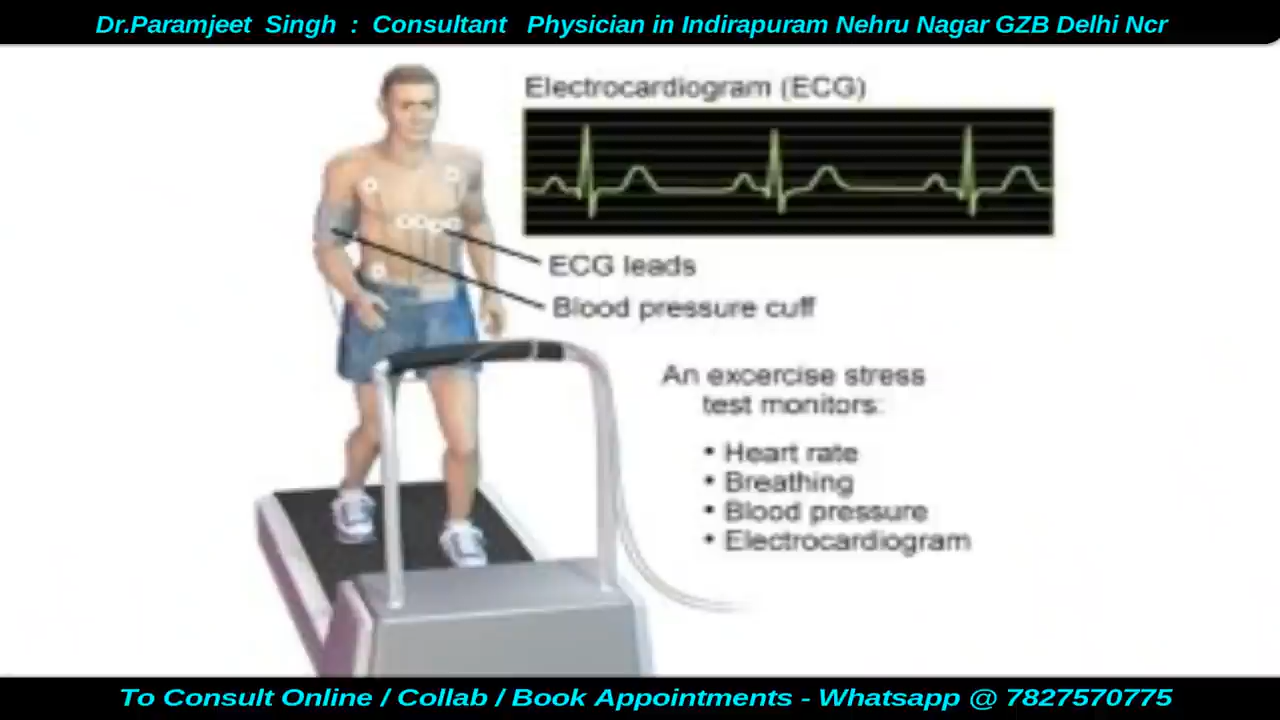 Dr.Paramjeet Singh : Consultant Physician in Indirapuram Nehru Nagar GZB Delhi Ncr
Electrocardiogram (ECG)
ECG leads
Blood pressure cuff
An excercise stress
test monitors:
• Heart rate
• Breathing
• Blood pressure
• Electrocardiogram
To Consult Online / Collab / Book Appointments - Whatsapp @ 7827570775